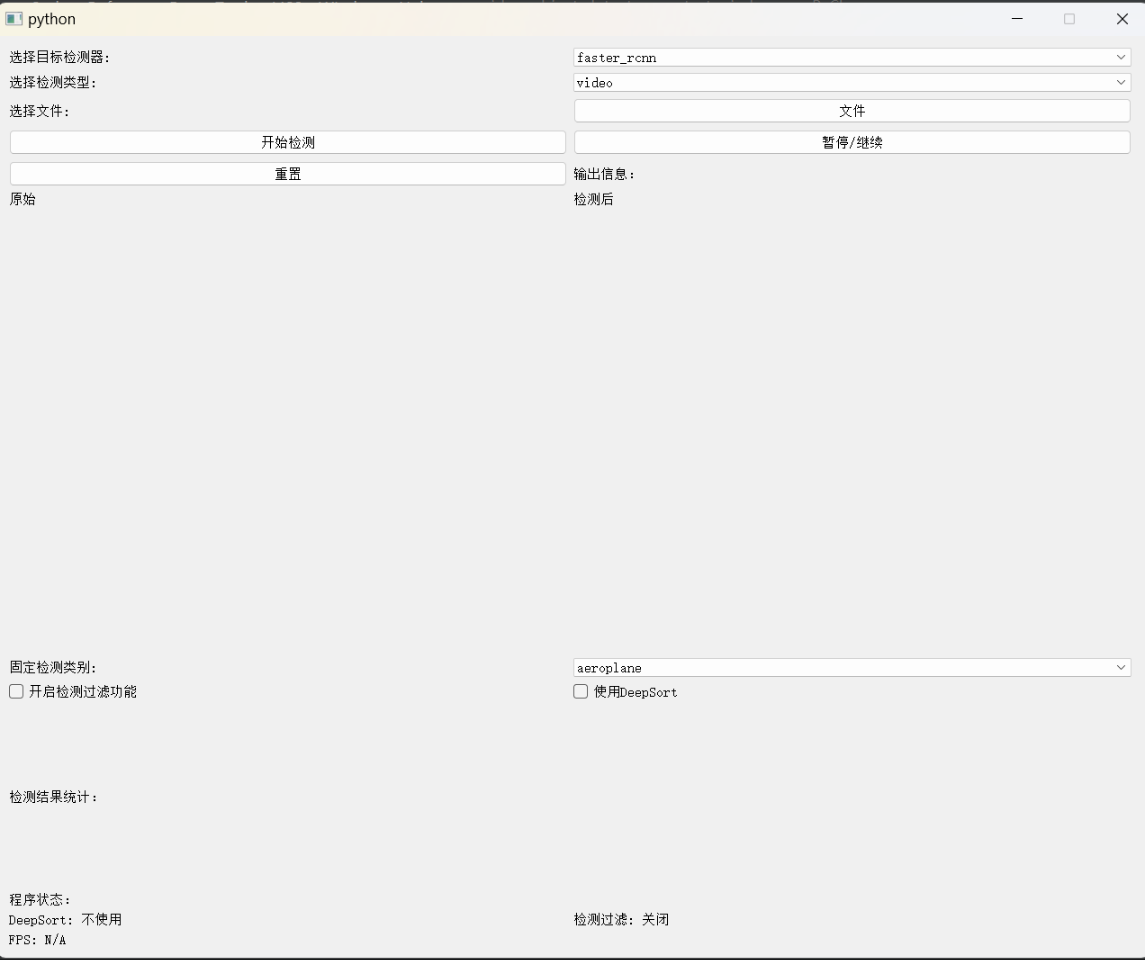 python
选择目标检测器: faster_rcnn
选择检测类型: video
选择文件: 文件
开始检测 暂停/继续
重置 输出信息:
原始 检测后
固定检测类别: aeroplane
开启检测过滤功能 使用DeepSort
检测结果统计:
程序状态:
DeepSort: 不使用 检测过滤: 关闭
FPS: N/A